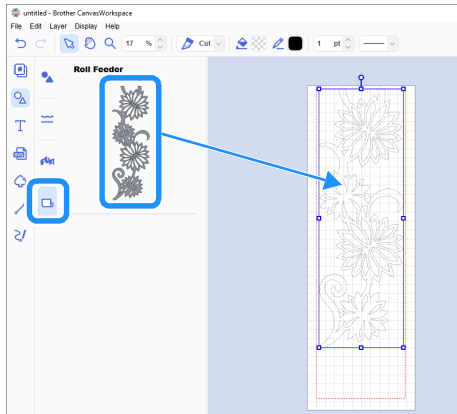 untitled - Brother CanvasWorkspace
File Edit Layer Display Help
17 % Cut 1 pt
Roll Feeder
T